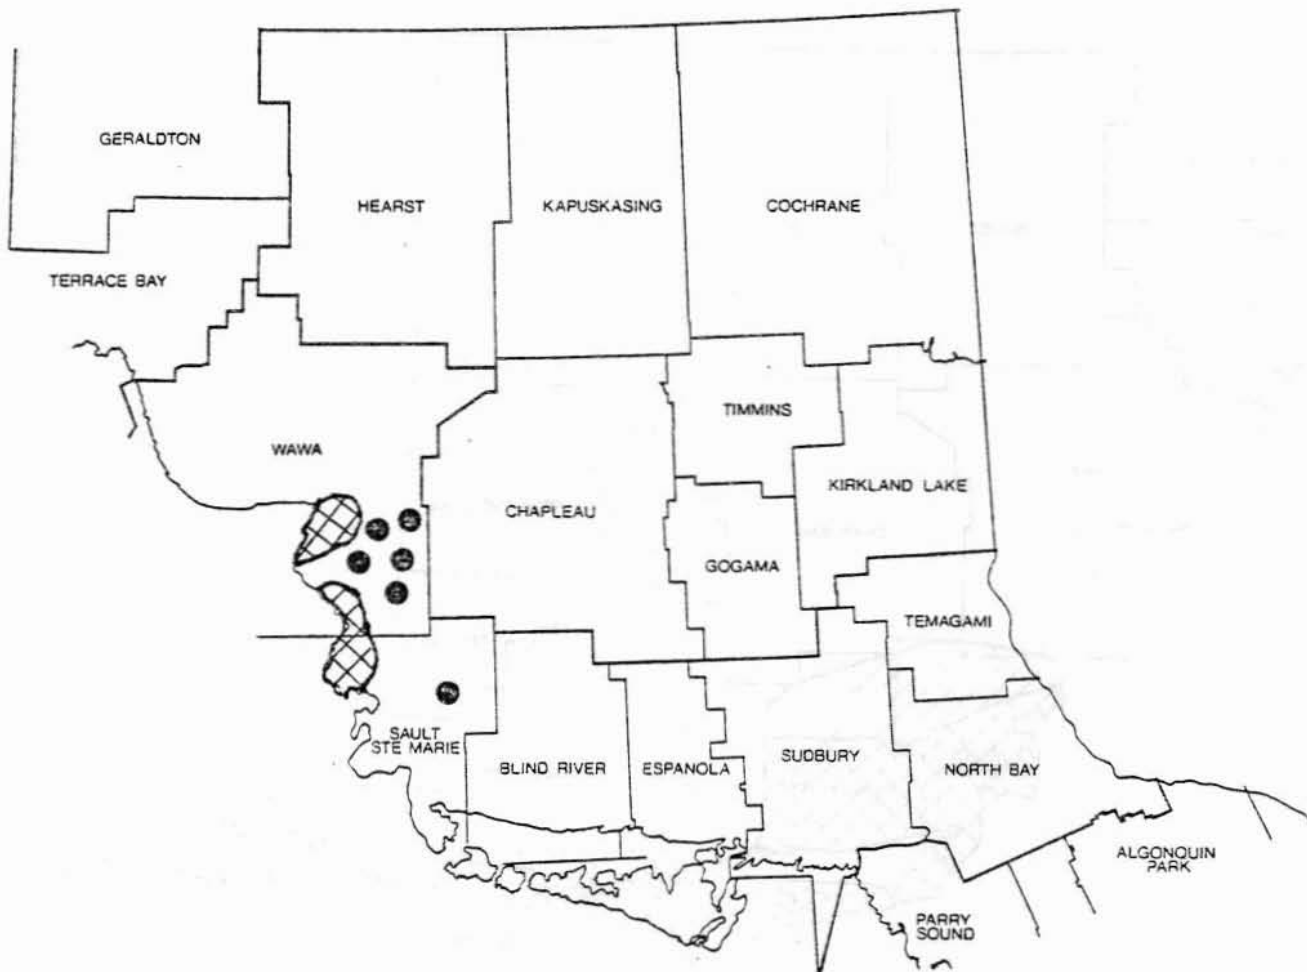 GERALDTON
HEARST
KAPUSKASING
COCHRANE
TERRACE BAY
TIMMINS
WAWA
KIRKLAND LAKE
CHAPLEAU
GOGAMA
TEMAGAMI
SAULT
STE MARIE
BLIND RIVER
ESPANOLA
SUDBURY
NORTH BAY
ALGONQUIN
PARK
PARRY
SOUND